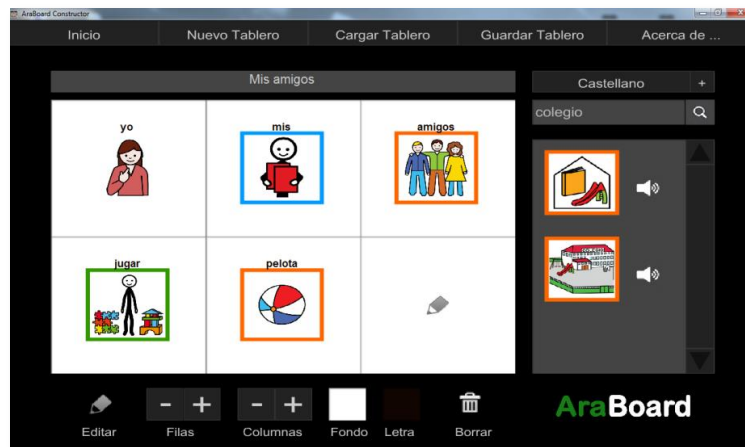 AraBoard Constructor
Inicio Nuevo Tablero Cargar Tablero Guardar Tablero Acerca de ...
Mis amigos
Castellano +
colegio
yo mis amigos
jugar pelota
- + - +
Editar Filas Columnas Fondo Letra Borrar
AraBoard